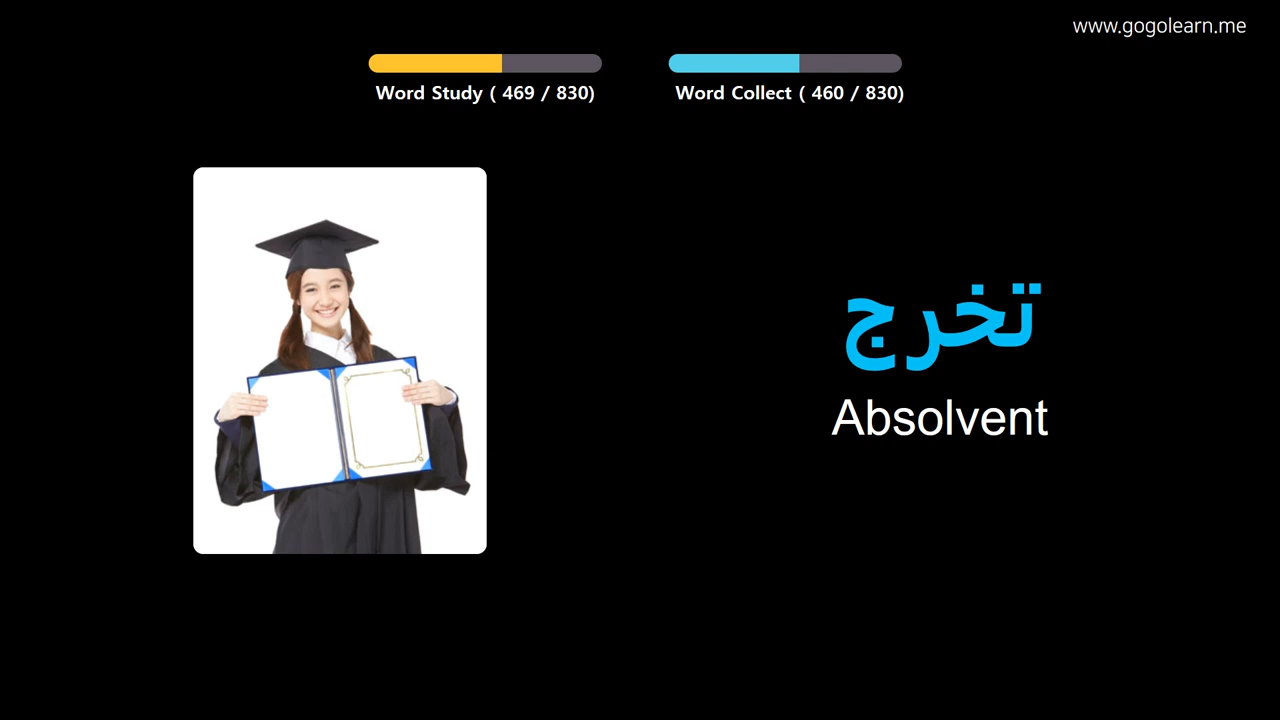 www.gogolearn.me
Word Study ( 469 / 830)
Word Collect ( 460 / 830)
تخرج
Absolvent